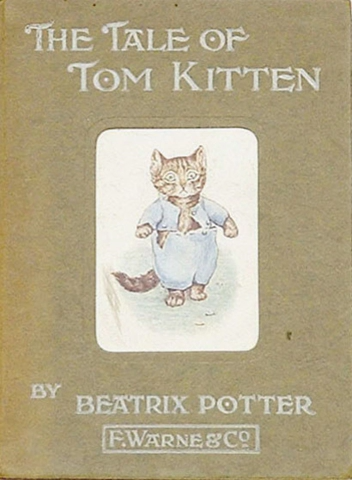 THE TALE OF
TOM KITTEN
BY BEATRIX POTTER
F. WARNE & Co